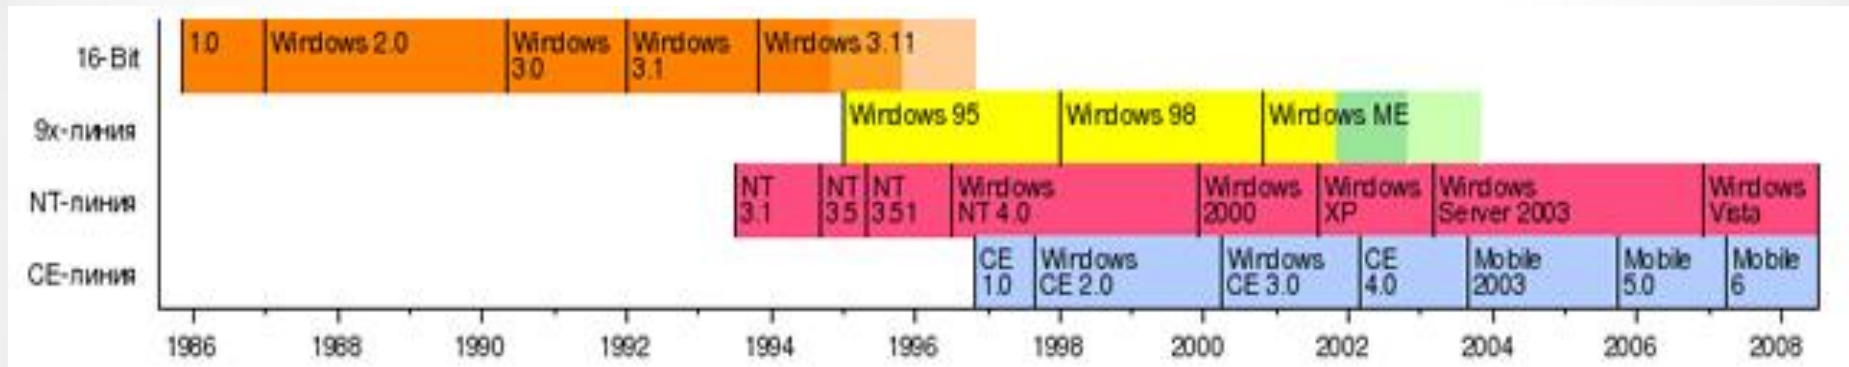 16-Bit
1.0
Windows 2.0
Windows
3.0
Windows
3.1
Windows 3.11
9x-линия
Windows 95
Windows 98
Windows ME
NT-линия
NT
3.1
NT
3.5
NT
3.51
Windows
NT 4.0
Windows
2000
Windows
XP
Windows
Server 2003
Windows
Vista
CE-линия
CE
1.0
Windows
CE 2.0
Windows
CE 3.0
CE
4.0
Mobile
2003
Mobile
5.0
Mobile
6
1986 1988 1990 1992 1994 1996 1998 2000 2002 2004 2006 2008